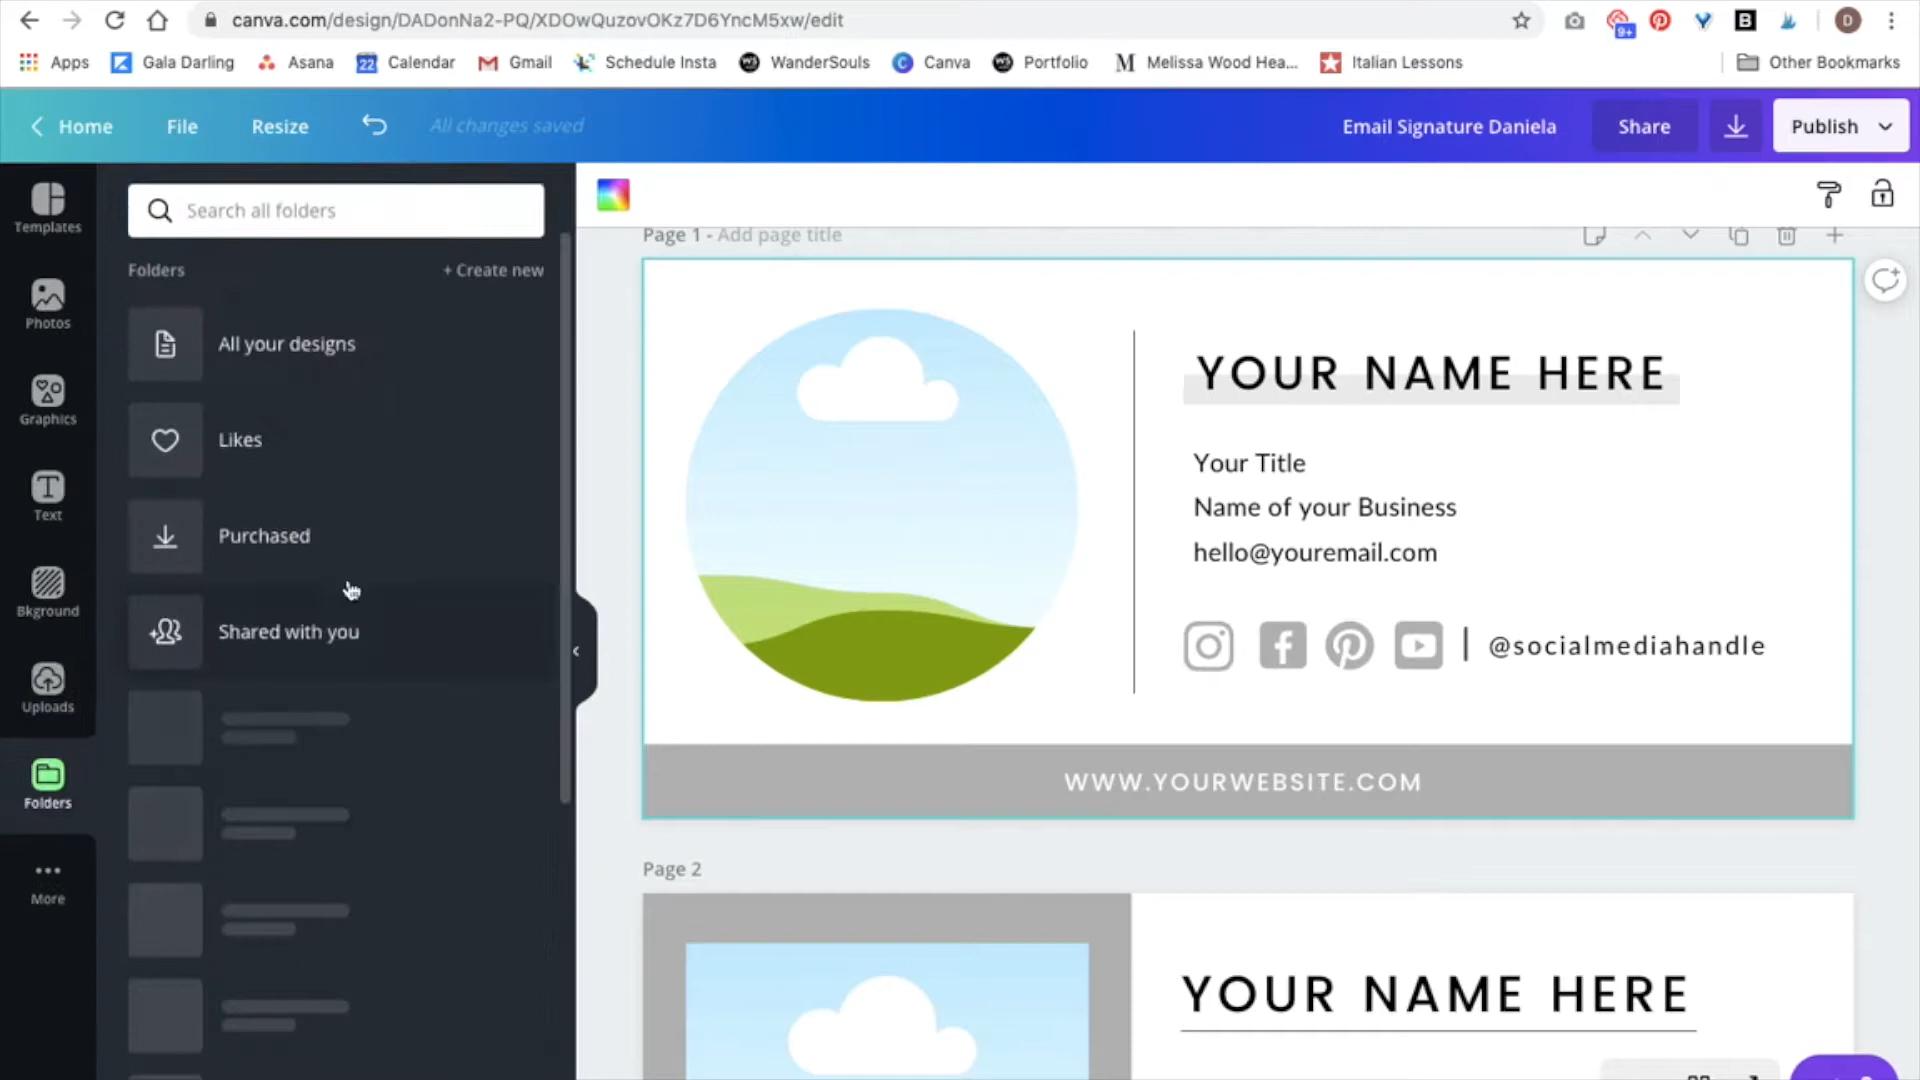 canva.com/design/DADonNa2-PQ/XDOwQuzovOKz7D6YncM5xw/edit
9+
B
D
Apps
Gala Darling
Asana
22
Calendar
Gmail
Schedule Insta
WanderSouls
Canva
Portfolio
M
Melissa Wood Hea...
Italian Lessons
Other Bookmarks
Home
File
Resize
All changes saved
Email Signature Daniela
Share
Publish
Templates
Photos
Graphics
Text
Bkground
Uploads
Folders
More
Search all folders
Folders
+ Create new
All your designs
Likes
Purchased
Shared with you
Page 1 - Add page title
YOUR NAME HERE
Your Title
Name of your Business
hello@youremail.com
| @socialmediahandle
WWW.YOURWEBSITE.COM
Page 2
YOUR NAME HERE